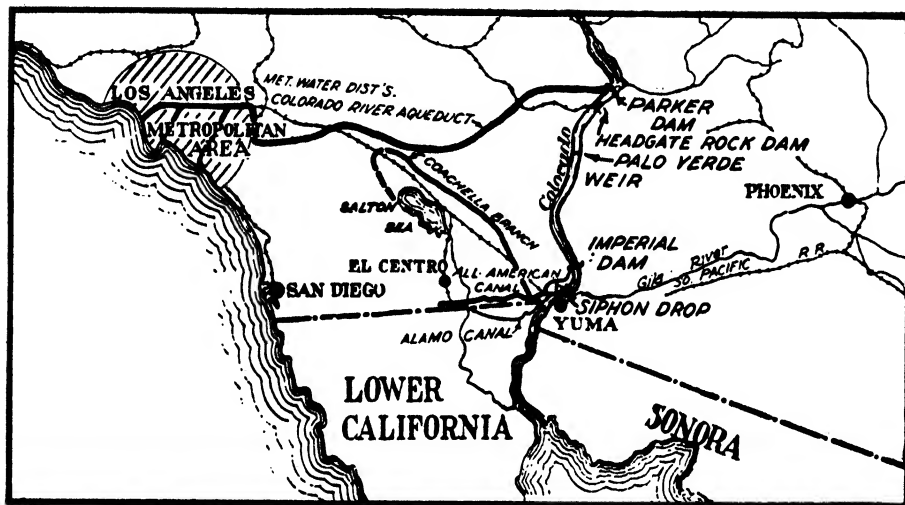 LOS ANGELES
METROPOLITAN
AREA
MET. WATER DIST'S.
COLORADO RIVER AQUEDUCT
PARKER
DAM
HEADGATE ROCK DAM
PALO VERDE
WEIR
Colorado
COACHELLA BRANCH
PHOENIX
SALTON
SEA
IMPERIAL
DAM
EL CENTRO
ALL-AMERICAN
CANAL
Gila River
SO. PACIFIC R.R.
SAN DIEGO
SIPHON DROP
YUMA
ALAMO CANAL
LOWER
CALIFORNIA
SONORA